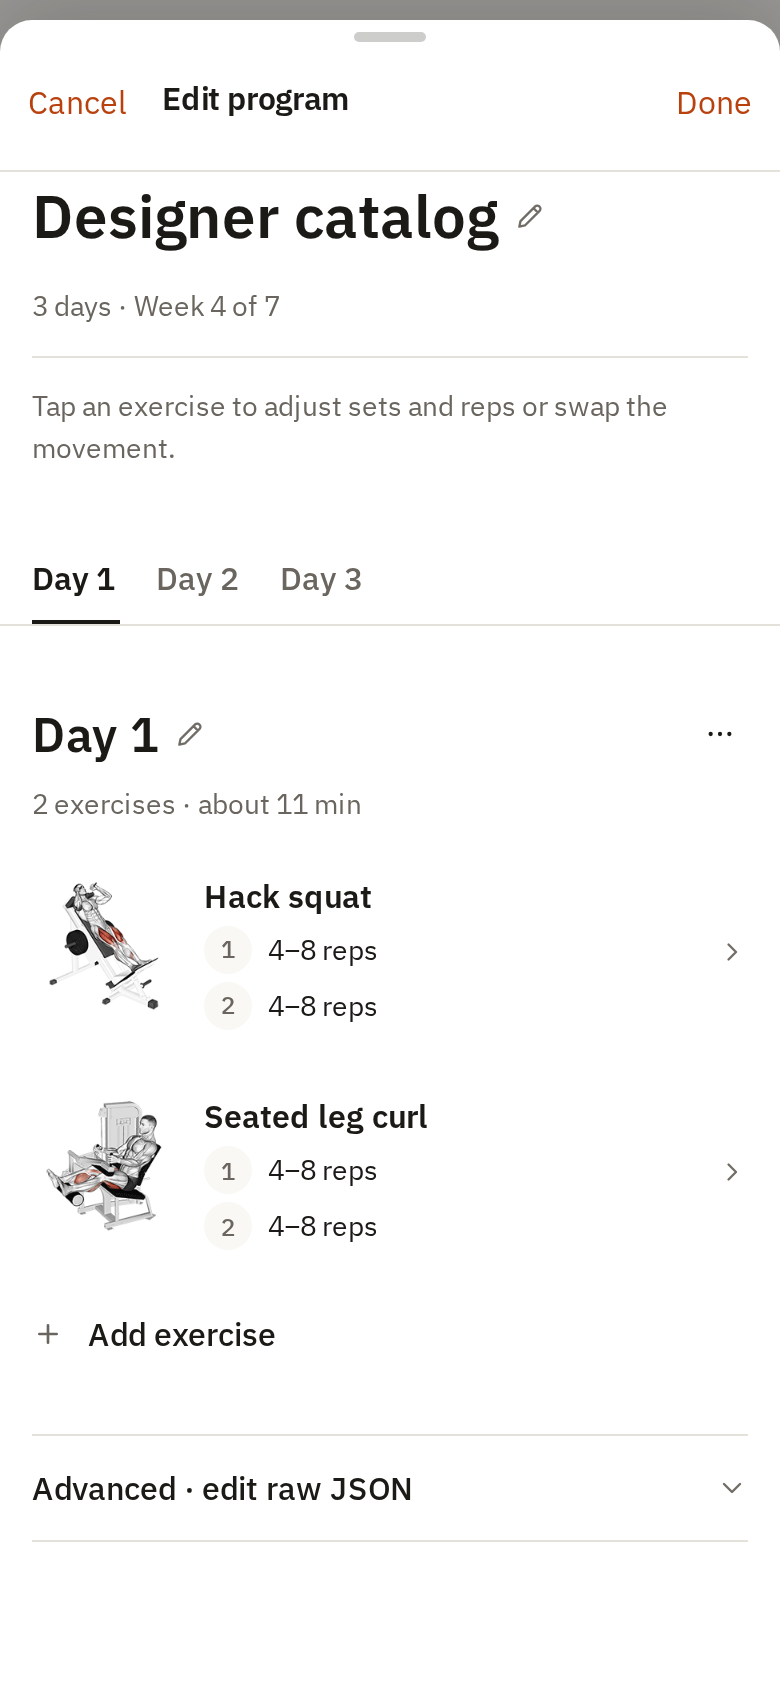 Cancel Edit program Done
Designer catalog
3 days · Week 4 of 7
Tap an exercise to adjust sets and reps or swap the
movement.
Day 1 Day 2 Day 3
Day 1
2 exercises · about 11 min
Hack squat
1 4–8 reps
2 4–8 reps
Seated leg curl
1 4–8 reps
2 4–8 reps
Add exercise
Advanced · edit raw JSON